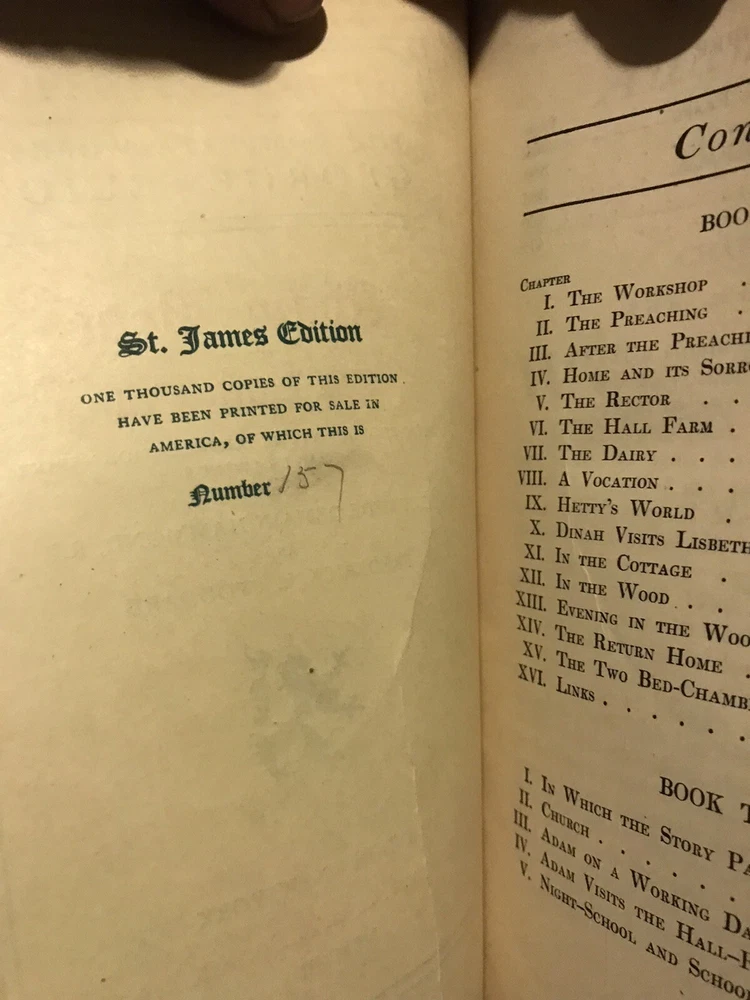 St. James Edition
ONE THOUSAND COPIES OF THIS EDITION
HAVE BEEN PRINTED FOR SALE IN
AMERICA, OF WHICH THIS IS
Number 157
Con
BOO
CHAPTER
I. THE WORKSHOP .
II. THE PREACHING .
III. AFTER THE PREACHI
IV. HOME AND ITS SORRO
V. THE RECTOR . .
VI. THE HALL FARM .
VII. THE DAIRY . . .
VIII. A VOCATION . . .
IX. HETTY'S WORLD .
X. DINAH VISITS LISBETH
XI. IN THE COTTAGE .
XII. IN THE WOOD . .
XIII. EVENING IN THE WOO
XIV. THE RETURN HOME .
XV. THE TWO BED-CHAMB
XVI. LINKS . . . . . .
BOOK T
I. IN WHICH THE STORY PA
II. CHURCH . . . . . .
III. ADAM ON A WORKING DA
IV. ADAM VISITS THE HALL-F
V. NIGHT-SCHOOL AND SCHOO